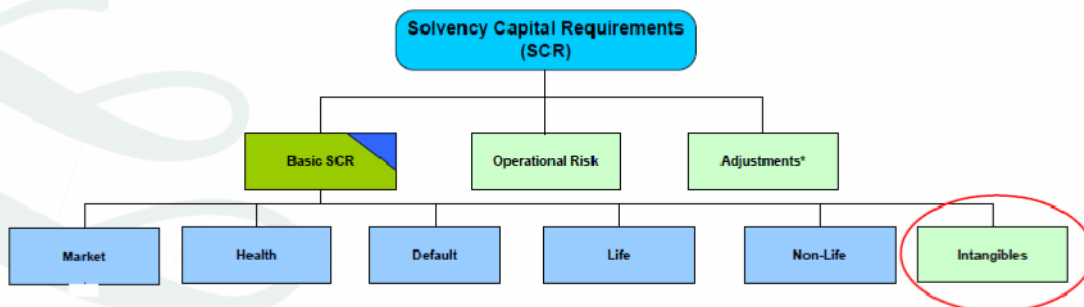 Solvency Capital Requirements
(SCR)
Basic SCR
Operational Risk
Adjustments*
Market
Health
Default
Life
Non-Life
Intangibles